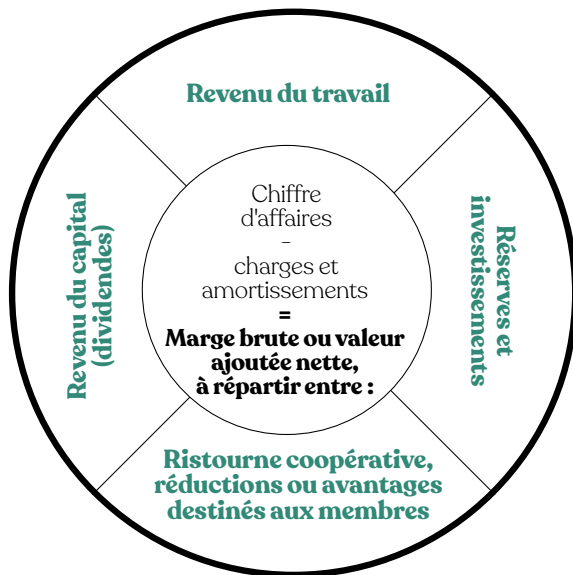 Revenu du travail
Chiffre
d'affaires
-
charges et
amortissements
=
Marge brute ou valeur
ajoutée nette,
à répartir entre :
Revenu du capital
(dividendes)
Réserves et
investissements
Ristourne coopérative,
réductions ou avantages
destinés aux membres